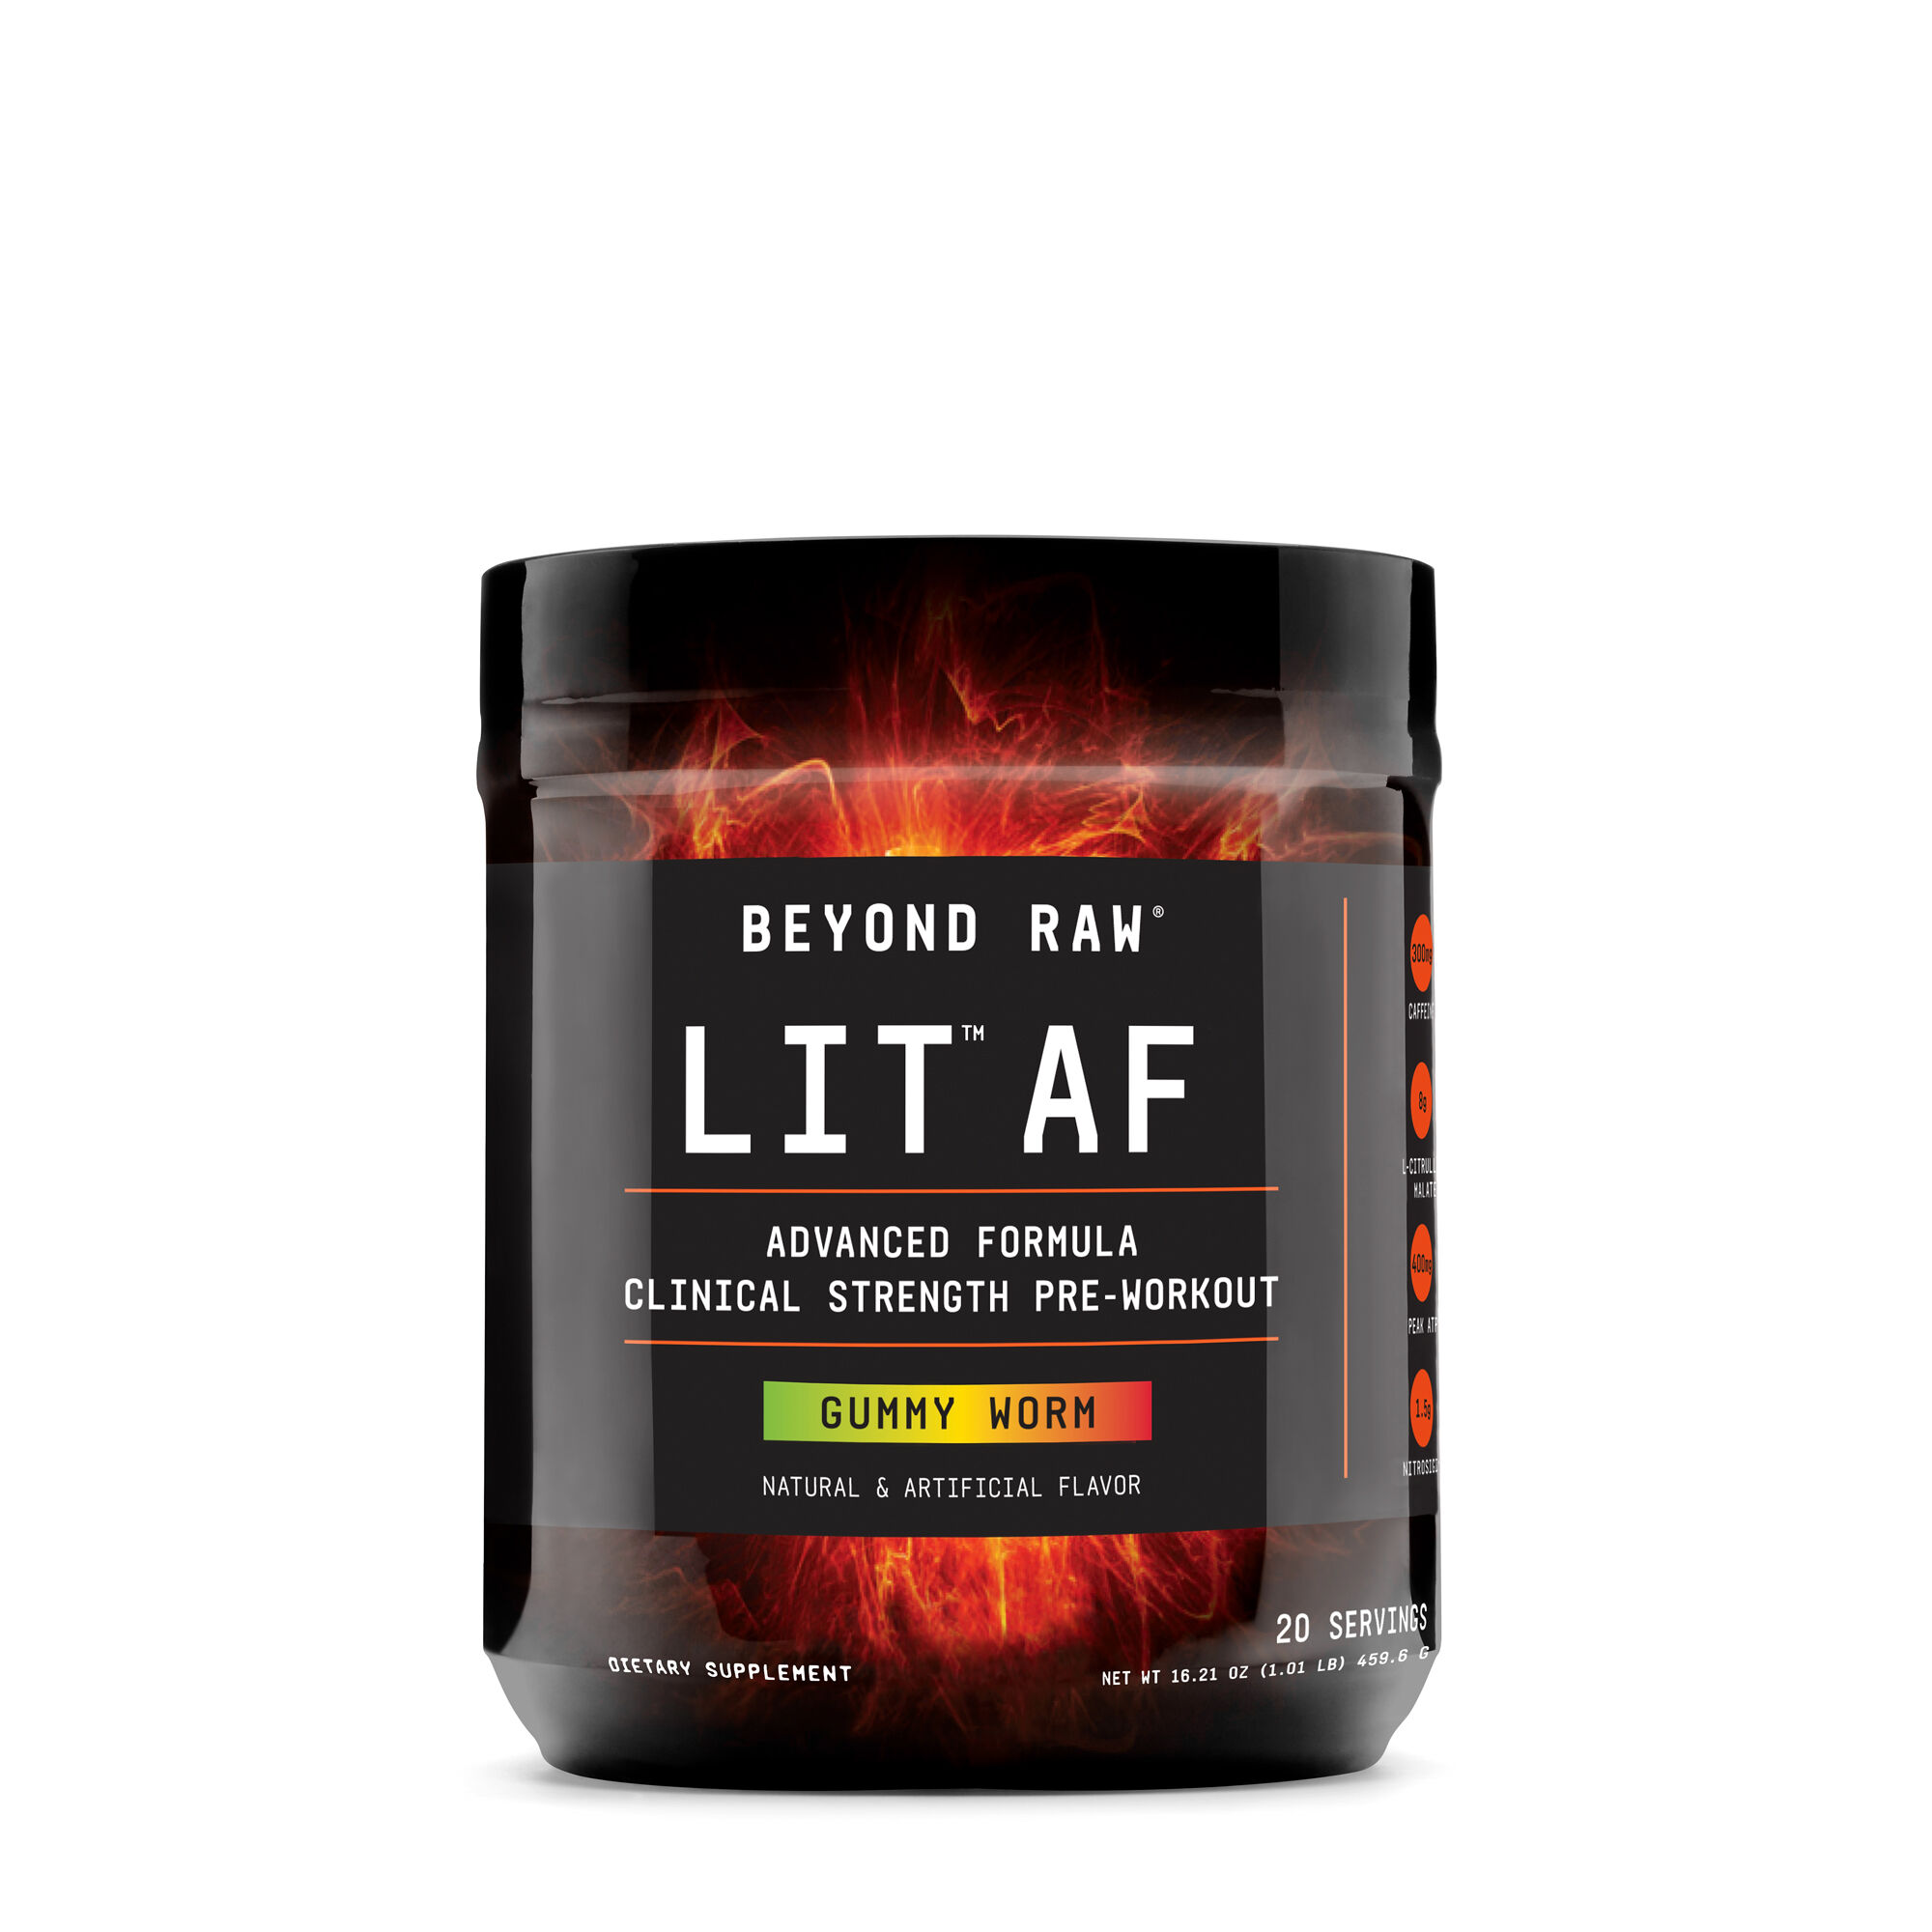 BEYOND RAW®
LIT™ AF
ADVANCED FORMULA
CLINICAL STRENGTH PRE-WORKOUT
GUMMY WORM
NATURAL & ARTIFICIAL FLAVOR
DIETARY SUPPLEMENT
20 SERVINGS
NET WT 16.21 OZ (1.01 LB) 459.6 G
300mg
8g
400mg
PEAK ATP
1.5g